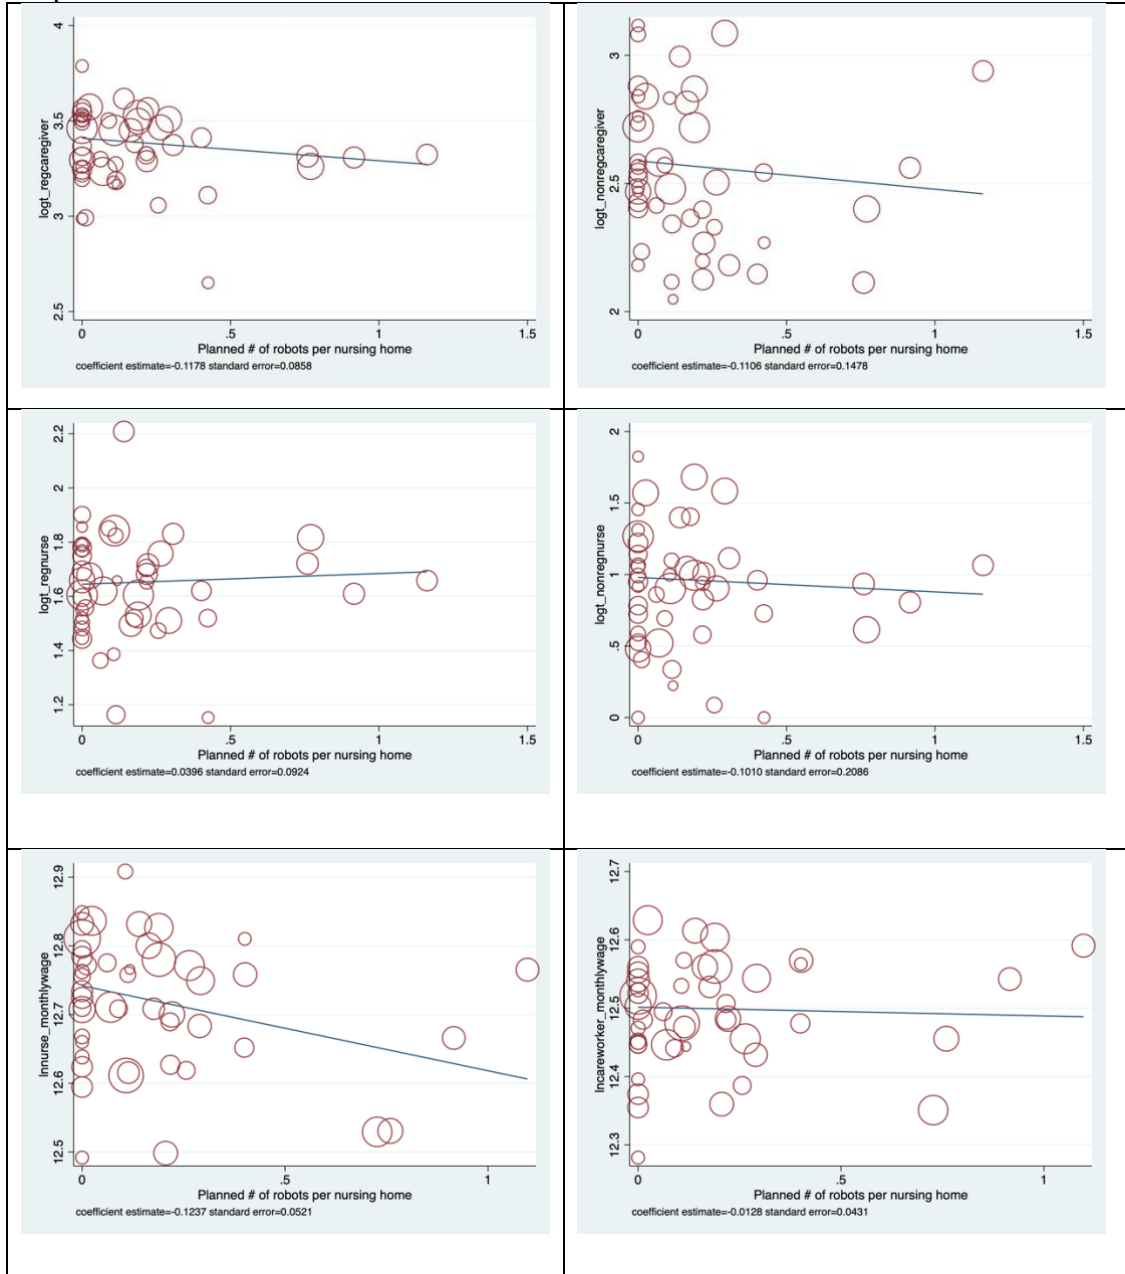 4
3.5
3
2.5
logt_regcaregiver
0 .5 1 1.5
Planned # of robots per nursing home
coefficient estimate=-0.1178 standard error=0.0858
3
2.5
2
logt_nonregcaregiver
0 .5 1 1.5
Planned # of robots per nursing home
coefficient estimate=-0.1106 standard error=0.1478
2.2
2
1.8
1.6
1.4
1.2
logt_regnurse
0 .5 1 1.5
Planned # of robots per nursing home
coefficient estimate=0.0396 standard error=0.0924
2
1.5
1
.5
0
logt_nonregnurse
0 .5 1 1.5
Planned # of robots per nursing home
coefficient estimate=-0.1010 standard error=0.2086
12.9
12.8
12.7
12.6
12.5
lnnurse_monthlywage
0 .5 1
Planned # of robots per nursing home
coefficient estimate=-0.1237 standard error=0.0521
12.7
12.6
12.5
12.4
12.3
lncareworker_monthlywage
0 .5 1
Planned # of robots per nursing home
coefficient estimate=-0.0128 standard error=0.0431